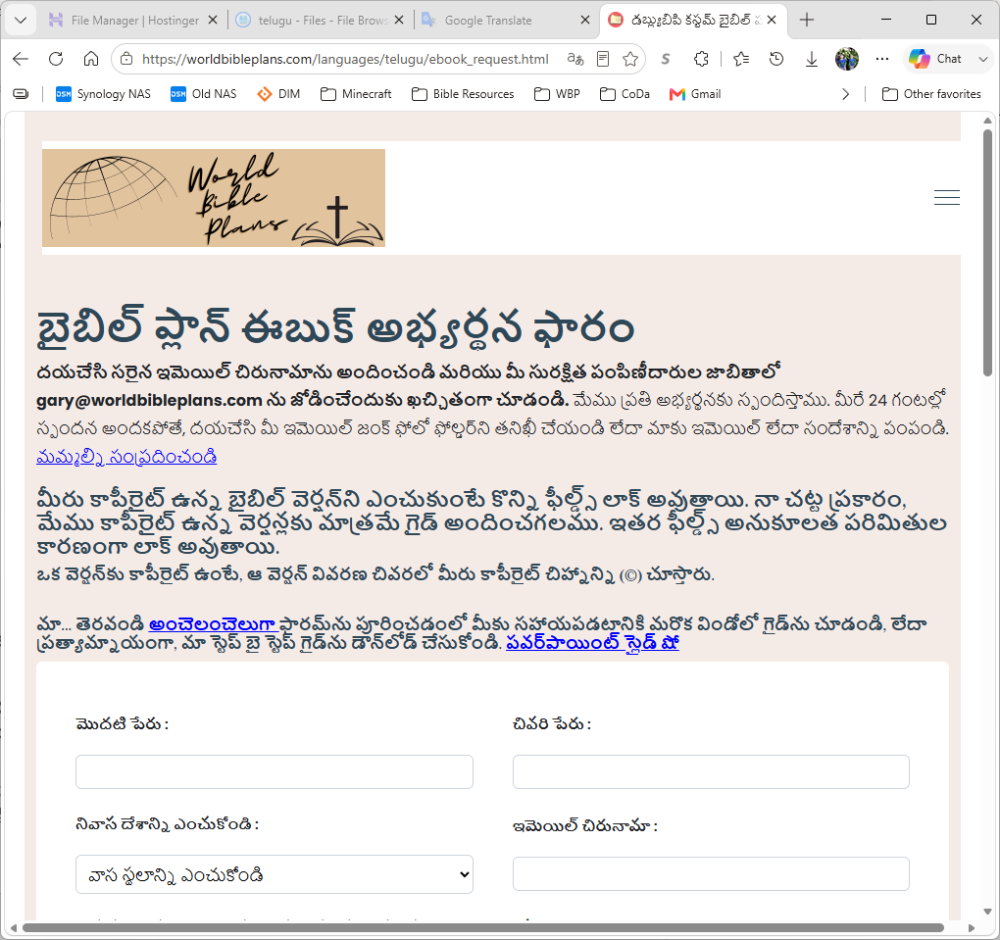 File Manager | Hostinger
telugu - Files - File Brows
Google Translate
డబ్ల్యుబిపి కస్టమ్ బైబిల్
https://worldbibleplans.com/languages/telugu/ebook_request.html
Chat
Synology NAS
Old NAS
DIM
Minecraft
Bible Resources
WBP
CoDa
Gmail
Other favorites
World
Bible
Plans
బైబిల్ ప్లాన్ ఈబుక్ అభ్యర్థన ఫారం
దయచేసి సరైన ఇమెయిల్ చిరునామాను అందించండి మరియు మీ సురక్షిత పంపిణీదారుల జాబితాలో
gary@worldbibleplans.com ను జోడించేందుకు ఖచ్చితంగా చూడండి. మేము ప్రతి అభ్యర్థనకు స్పందిస్తాము. మీరే 24 గంటల్లో
స్పందన అందకపోతే, దయచేసి మీ ఇమెయిల్ జంక్ ఫోలో ఫోల్డర్‌ని తనిఖీ చేయండి లేదా మాకు ఇమెయిల్ లేదా సందేశాన్ని పంపండి.
మమ్మల్ని సంప్రదించండి
మీరు కాపీరైట్ ఉన్న బైబిల్ వెర్షన్‌ని ఎంచుకుంటే కొన్ని ఫీల్డ్స్ లాక్ అవుతాయి. నా చట్ట ప్రకారం,
మేము కాపీరైట్ ఉన్న వెర్షన్లకు మాత్రమే గైడ్ అందించగలము. ఇతర ఫీల్డ్స్ అనుకూలత పరిమితుల
కారణంగా లాక్ అవుతాయి.
ఒక వెర్షన్‌కు కాపీరైట్ ఉంటే, ఆ వెర్షన్ వివరణ చివరలో మీరు కాపీరైట్ చిహ్నాన్ని (©) చూస్తారు.
మా... తెరవండి అంచెలంచెలుగా ఫారమ్‌ను పూరించడంలో మీకు సహాయపడటానికి మరొక విండోలో గైడ్‌ను చూడండి, లేదా
ప్రత్యామ్నాయంగా, మా స్టెప్ బై స్టెప్ గైడ్‌ను డౌన్‌లోడ్ చేసుకోండి. పవర్‌పాయింట్ స్లైడ్ షో
మొదటి పేరు :
చివరి పేరు :
నివాస దేశాన్ని ఎంచుకోండి :
ఇమెయిల్ చిరునామా :
వాస స్థలాన్ని ఎంచుకోండి